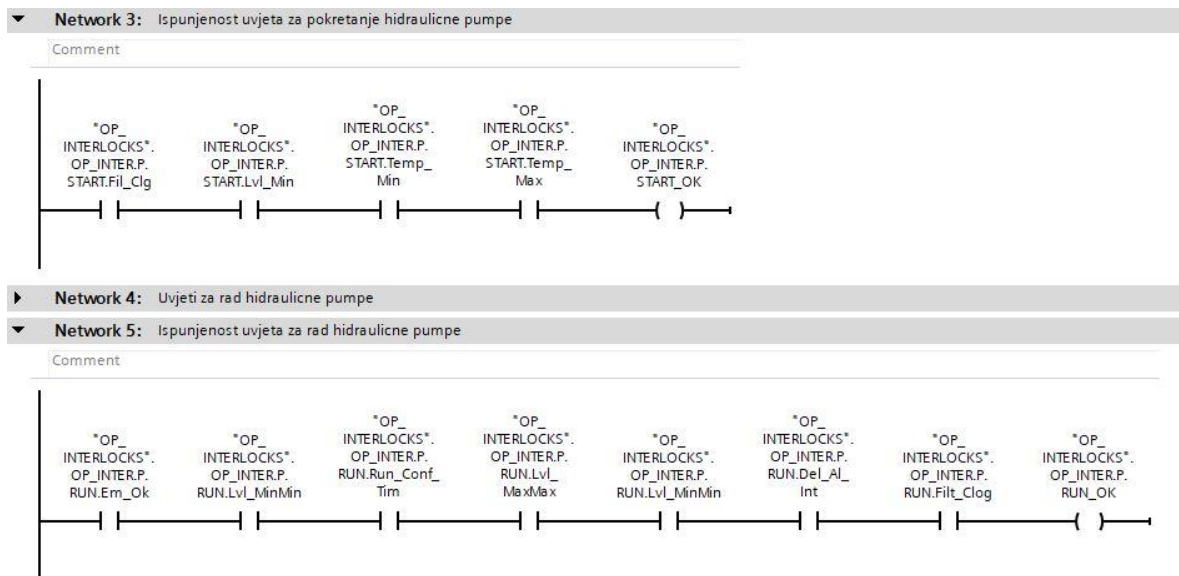 Network 3: Ispunjenost uvjeta za pokretanje hidraulicne pumpe
Comment
"OP_
INTERLOCKS".
OP_INTER.P.
START.Fil_Clg
"OP_
INTERLOCKS".
OP_INTER.P.
START.Lvl_Min
"OP_
INTERLOCKS".
OP_INTER.P.
START.Temp_
Min
"OP_
INTERLOCKS".
OP_INTER.P.
START.Temp_
Max
"OP_
INTERLOCKS".
OP_INTER.P.
START_OK
Network 4: Uvjeti za rad hidraulicne pumpe
Network 5: Ispunjenost uvjeta za rad hidraulicne pumpe
Comment
"OP_
INTERLOCKS".
OP_INTER.P.
RUN.Em_Ok
"OP_
INTERLOCKS".
OP_INTER.P.
RUN.Lvl_MinMin
"OP_
INTERLOCKS".
OP_INTER.P.
RUN.Run_Conf_
Tim
"OP_
INTERLOCKS".
OP_INTER.P.
RUN.Lvl_
MaxMax
"OP_
INTERLOCKS".
OP_INTER.P.
RUN.Lvl_MinMin
"OP_
INTERLOCKS".
OP_INTER.P.
RUN.Del_Al_
Int
"OP_
INTERLOCKS".
OP_INTER.P.
RUN.Filt_Clog
"OP_
INTERLOCKS".
OP_INTER.P.
RUN_OK